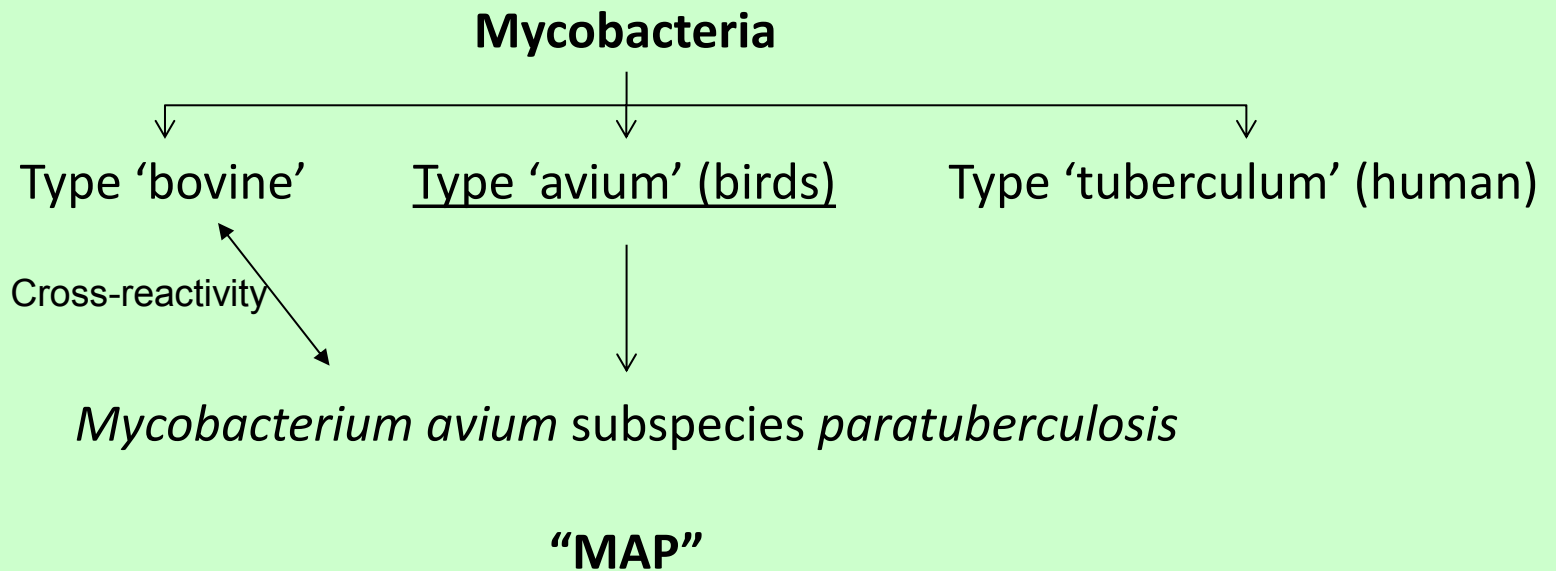 Mycobacteria
Type ‘bovine’ Type ‘avium’ (birds) Type ‘tuberculum’ (human)
Cross-reactivity
Mycobacterium avium subspecies paratuberculosis
“MAP”